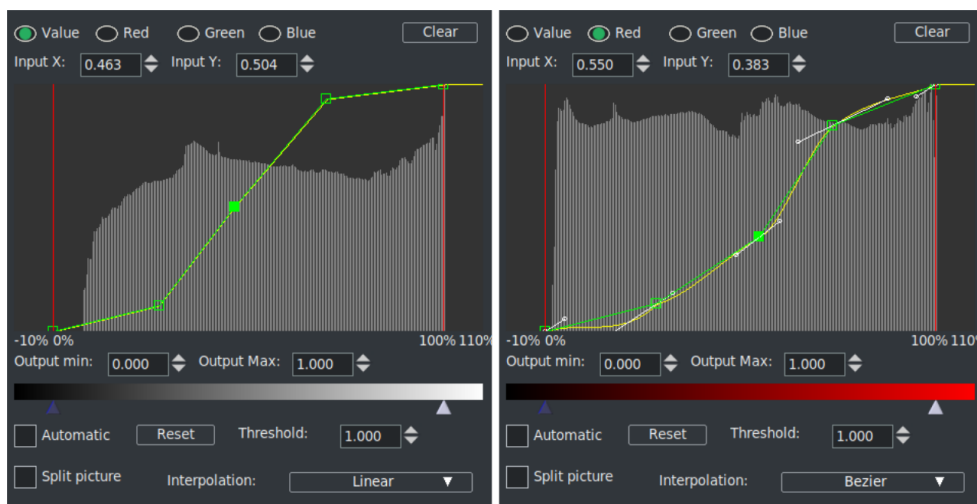 Value Red Green Blue Clear
Input X: 0.463 Input Y: 0.504
-10% 0% 100% 110%
Output min: 0.000 Output Max: 1.000
Automatic Reset Threshold: 1.000
Split picture Interpolation: Linear
Value Red Green Blue Clear
Input X: 0.550 Input Y: 0.383
-10% 0% 100% 110
Output min: 0.000 Output Max: 1.000
Automatic Reset Threshold: 1.000
Split picture Interpolation: Bezier